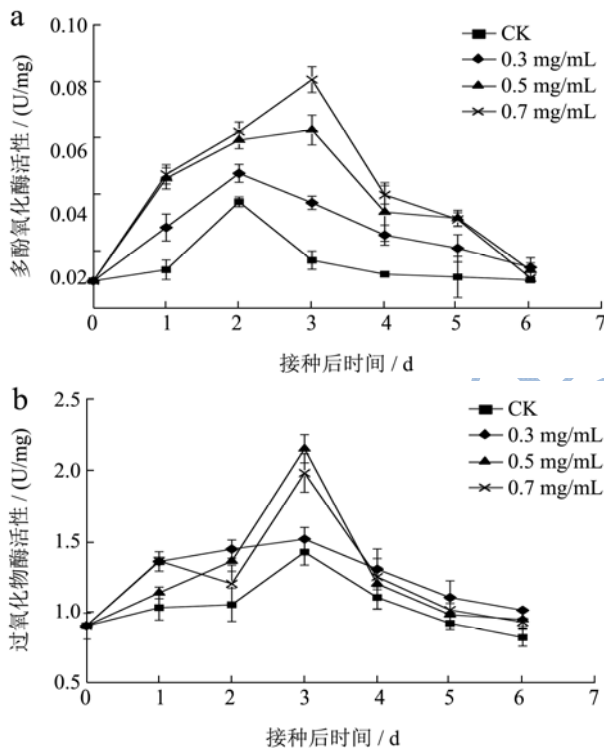 a
多酚氧化酶活性 / (U/mg)
0.10
0.08
0.06
0.04
0.02
CK
0.3 mg/mL
0.5 mg/mL
0.7 mg/mL
0 1 2 3 4 5 6 7
接种后时间 / d
b
过氧化物酶活性 / (U/mg)
2.5
2.0
1.5
1.0
0.5
CK
0.3 mg/mL
0.5 mg/mL
0.7 mg/mL
0 1 2 3 4 5 6 7
接种后时间 / d